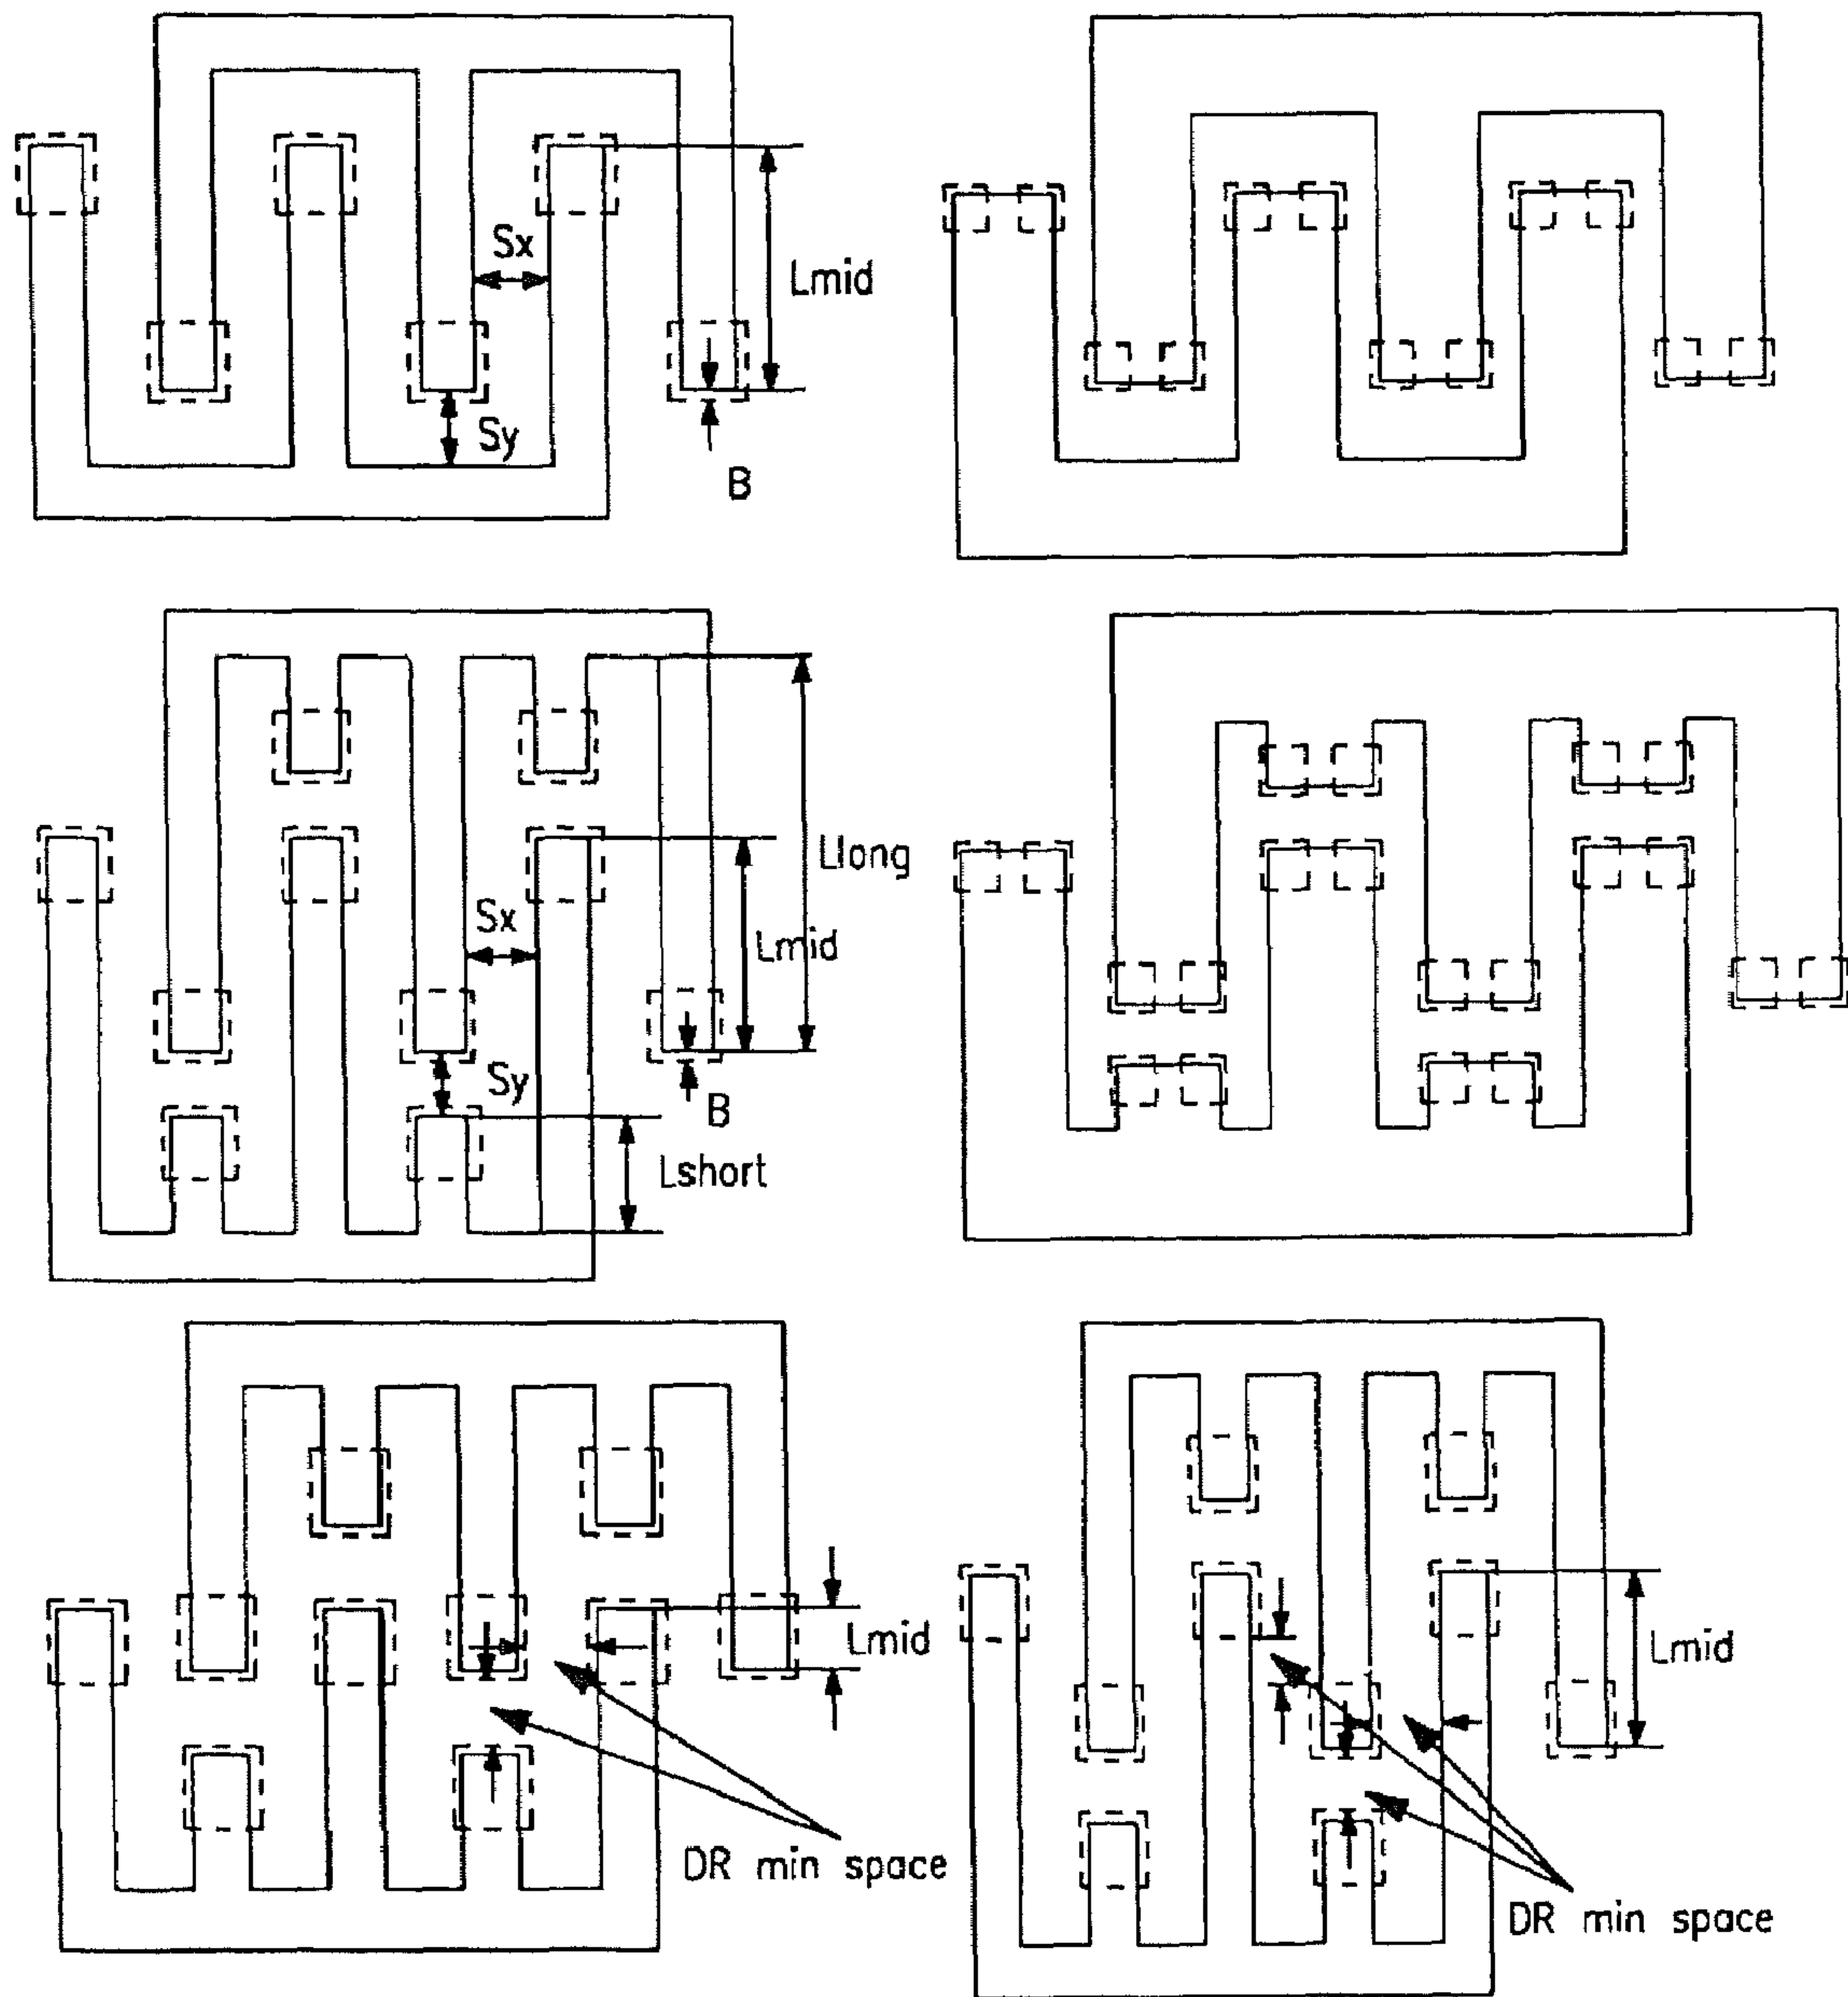 Sx
Lmid
Sy
B
Llong
Sx
Lmid
Sy
B
Lshort
Lmid
DR min space
Lmid
DR min space